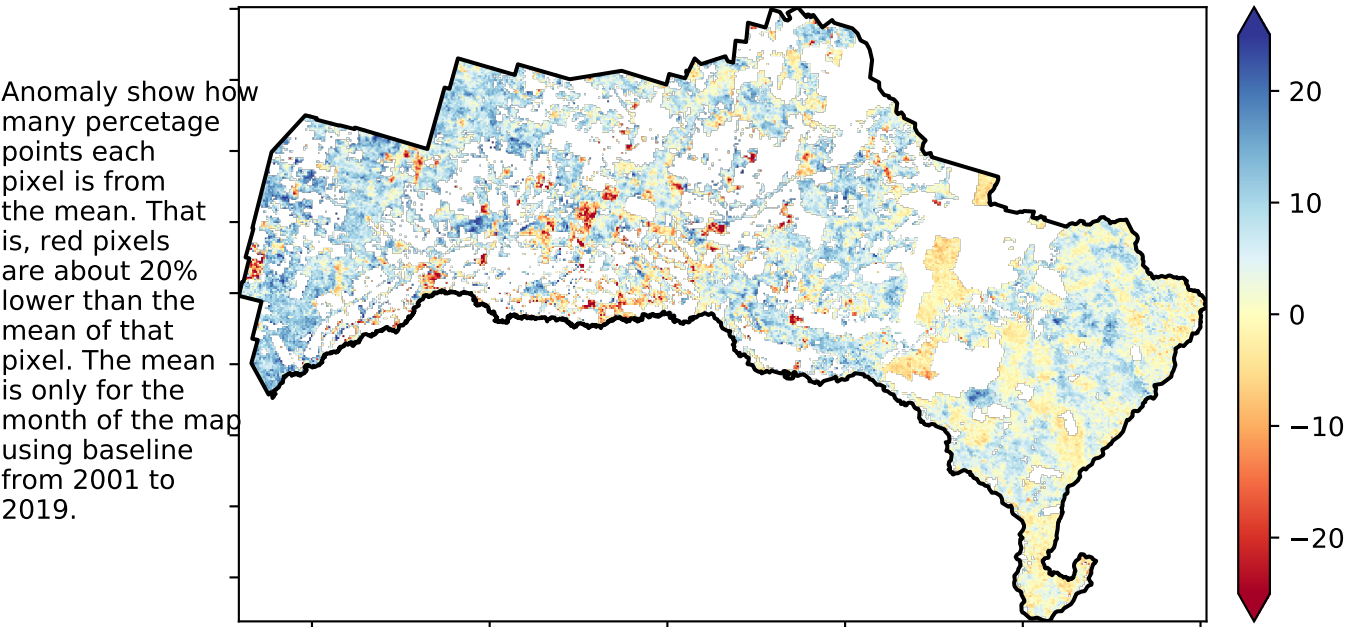 Anomaly show how
many percetage
points each
pixel is from
the mean. That
is, red pixels
are about 20%
lower than the
mean of that
pixel. The mean
is only for the
month of the map
using baseline
from 2001 to
2019.
20
10
0
−10
−20